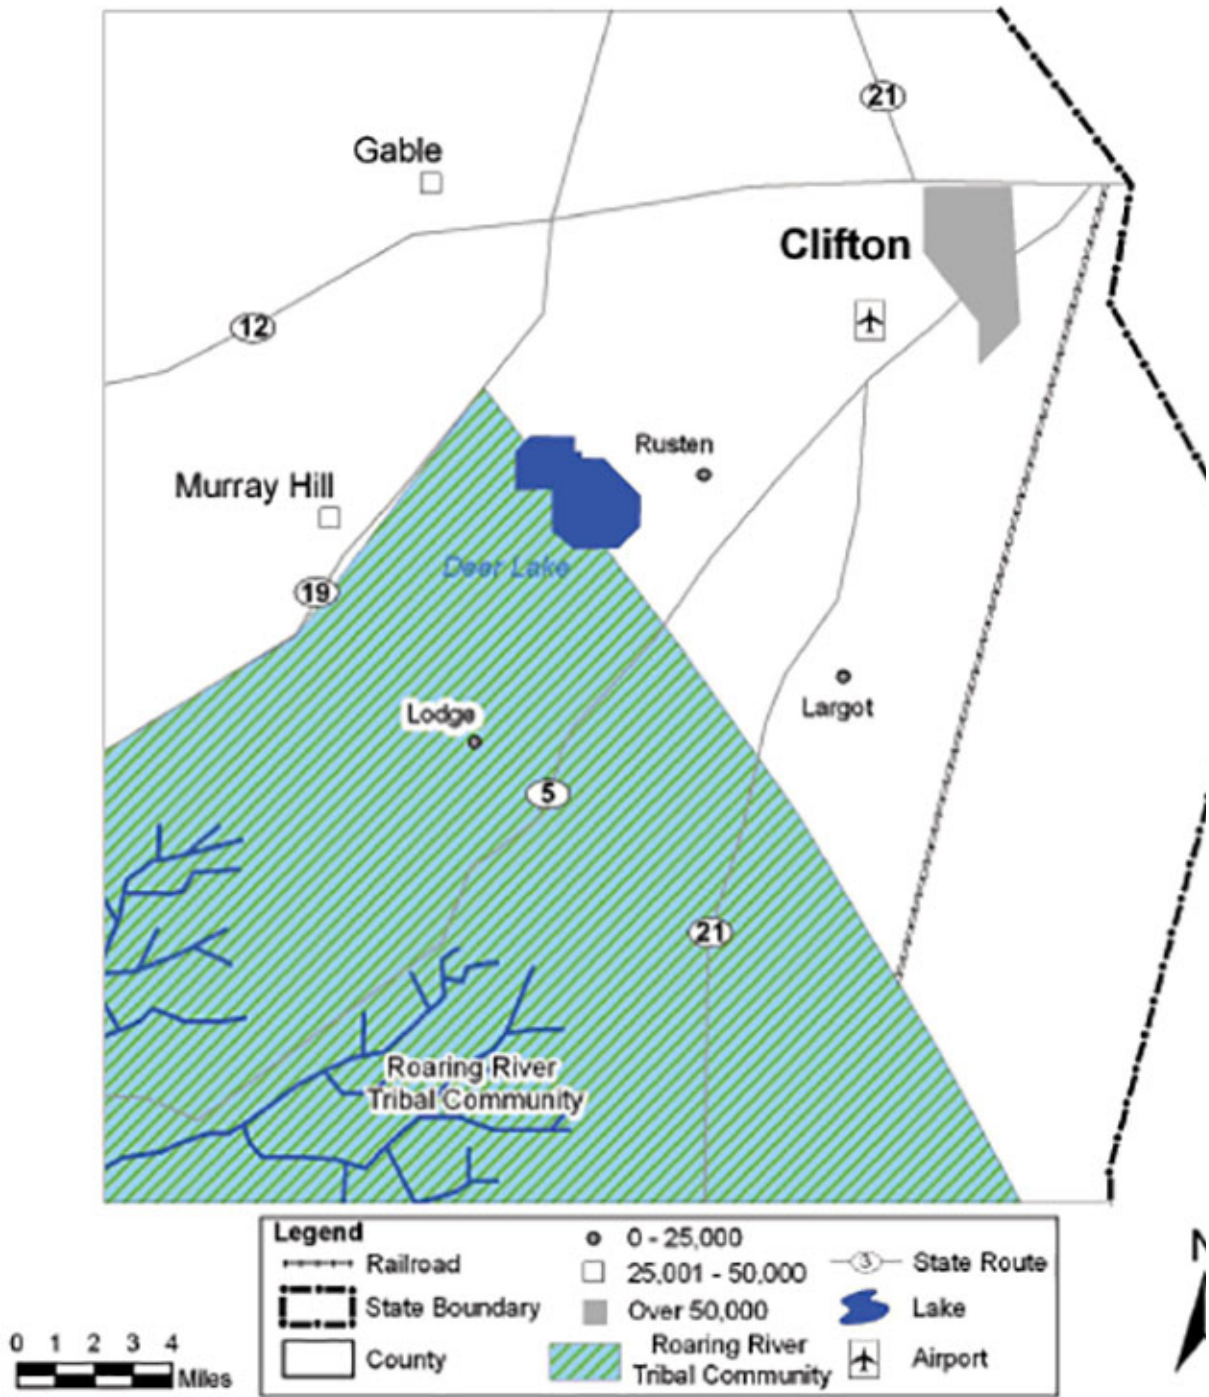 21
Gable
Clifton
12
Rusten
Murray Hill
Deer Lake
19
Largot
Lodge
5
21
Roaring River
Tribal Community
Legend
Railroad
State Boundary
County
0 - 25,000
25,001 - 50,000
Over 50,000
Roaring River
Tribal Community
3 State Route
Lake
Airport
0 1 2 3 4
Miles
N